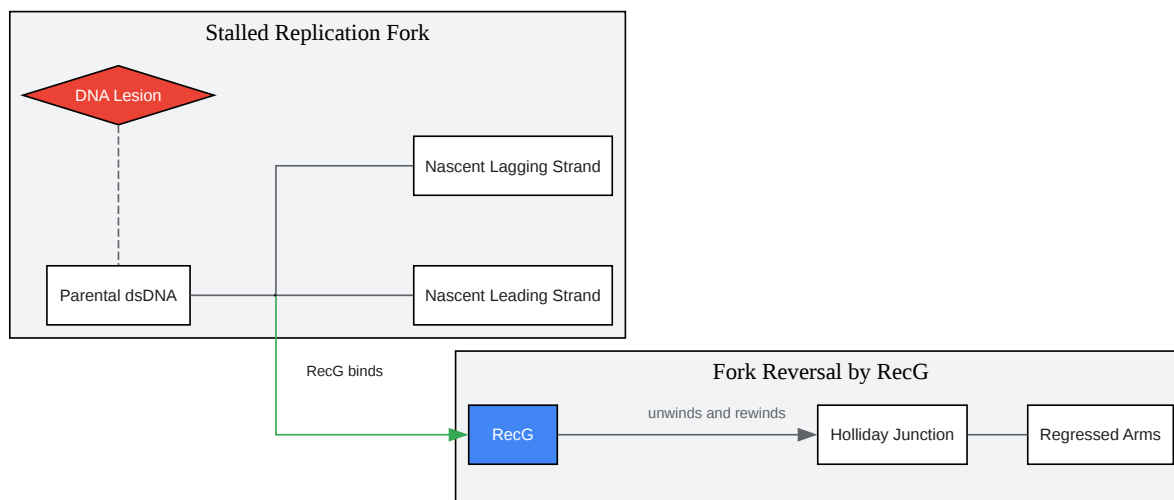 Stalled Replication Fork
DNA Lesion
Nascent Lagging Strand
Parental dsDNA
Nascent Leading Strand
RecG binds
Fork Reversal by RecG
unwinds and rewinds
RecG
Holliday Junction
Regressed Arms